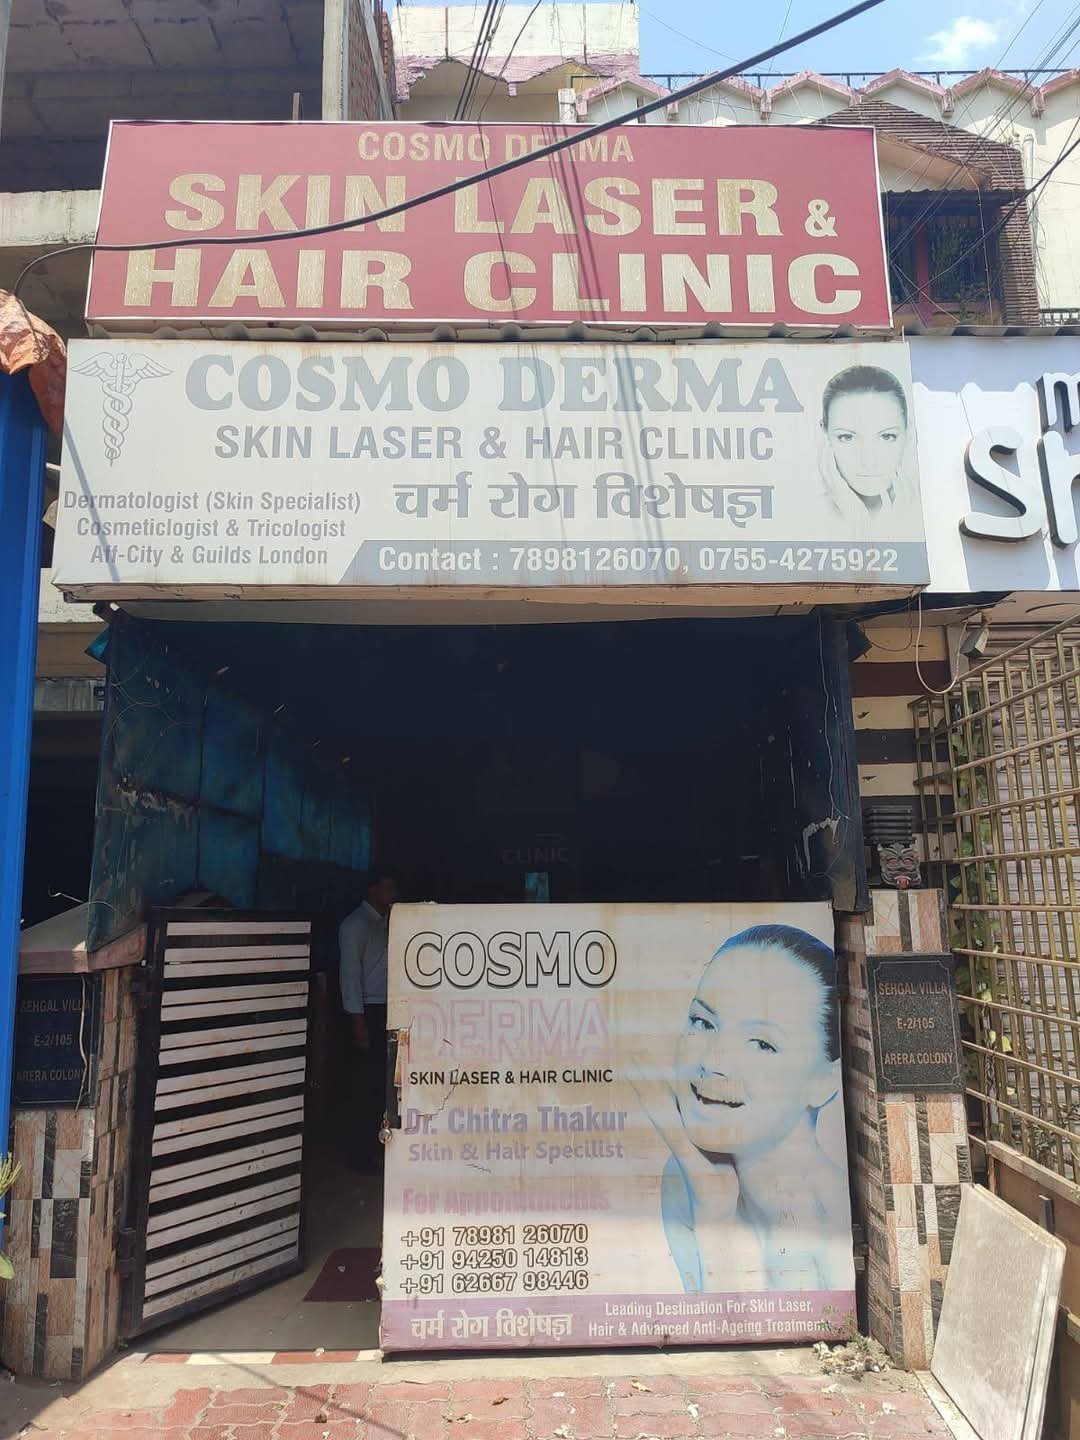 COSMO DERMA
SKIN LASER &
HAIR CLINIC
COSMO DERMA
SKIN LASER & HAIR CLINIC
चर्म रोग विशेषज्ञ
Dermatologist (Skin Specialist)
Cosmeticlogist & Tricologist
Aff-City & Guilds London
Contact : 7898126070, 0755-4275922
m
Sh
CLINIC
SEHGAL VILLA
E-2/105
ARERA COLONY
COSMO
DERMA
SKIN LASER & HAIR CLINIC
Dr. Chitra Thakur
Skin & Hair Specilist
For Appointments
+91 78981 26070
+91 94250 14813
+91 62667 98446
चर्म रोग विशेषज्ञ
Leading Destination For Skin Laser,
Hair & Advanced Anti-Ageing Treatment
SEHGAL VILLA
E-2/105
ARERA COLONY